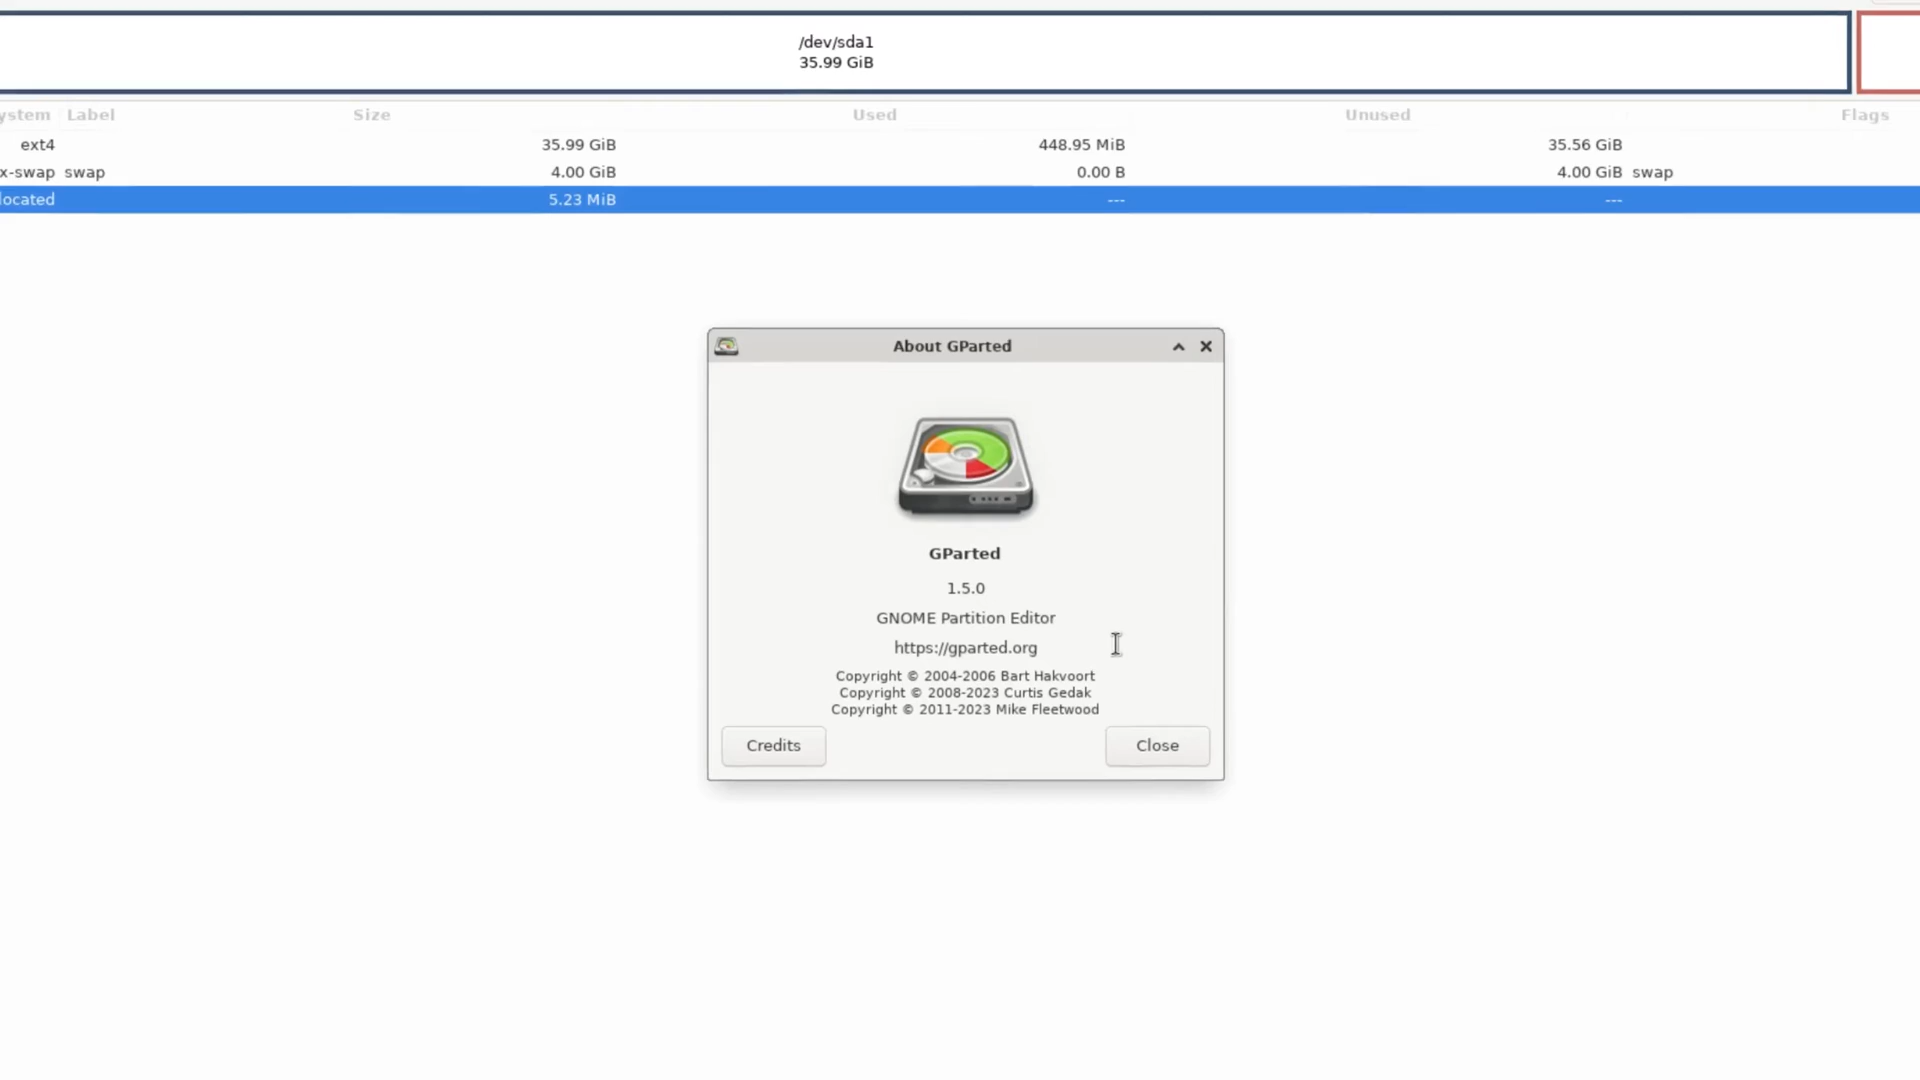 /dev/sda1
35.99 GiB
ystem Label Size Used Unused Flags
ext4 35.99 GiB 448.95 MiB 35.56 GiB
x-swap swap 4.00 GiB 0.00 B 4.00 GiB swap
located 5.23 MiB --- ---
About GParted
GParted
1.5.0
GNOME Partition Editor
https://gparted.org
Copyright © 2004-2006 Bart Hakvoort
Copyright © 2008-2023 Curtis Gedak
Copyright © 2011-2023 Mike Fleetwood
Credits Close